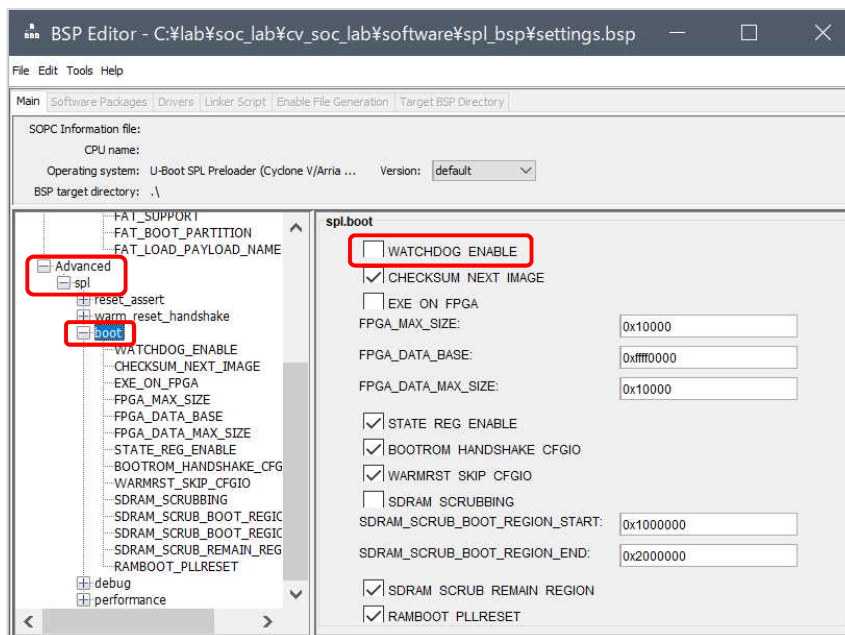 BSP Editor - C:¥lab¥soc_lab¥cv_soc_lab¥software¥spl_bsp¥settings.bsp
File Edit Tools Help
Main Software Packages Drivers Linker Script Enable File Generation Target BSP Directory
SOPC Information file:
CPU name:
Operating system: U-Boot SPL Preloader (Cyclone V/Arria ... Version: default
BSP target directory: .\
FAT_SUPPORT
FAT_BOOT_PARTITION
FAT_LOAD_PAYLOAD_NAME
Advanced
spl
reset_assert
warm_reset_handshake
boot
WATCHDOG_ENABLE
CHECKSUM_NEXT_IMAGE
EXE_ON_FPGA
FPGA_MAX_SIZE
FPGA_DATA_BASE
FPGA_DATA_MAX_SIZE
STATE_REG_ENABLE
BOOTROM_HANDSHAKE_CFG
WARMRST_SKIP_CFGIO
SDRAM_SCRUBBING
SDRAM_SCRUB_BOOT_REGIC
SDRAM_SCRUB_BOOT_REGIC
SDRAM_SCRUB_REMAIN_REG
RAMBOOT_PLLRESET
debug
performance
spl.boot
WATCHDOG ENABLE
CHECKSUM NEXT IMAGE
EXE ON FPGA
FPGA_MAX_SIZE: 0x10000
FPGA_DATA_BASE: 0xffff0000
FPGA_DATA_MAX_SIZE: 0x10000
STATE REG ENABLE
BOOTROM HANDSHAKE CFGIO
WARMRST SKIP CFGIO
SDRAM SCRUBBING
SDRAM_SCRUB_BOOT_REGION_START: 0x1000000
SDRAM_SCRUB_BOOT_REGION_END: 0x2000000
SDRAM SCRUB REMAIN REGION
RAMBOOT PLLRESET